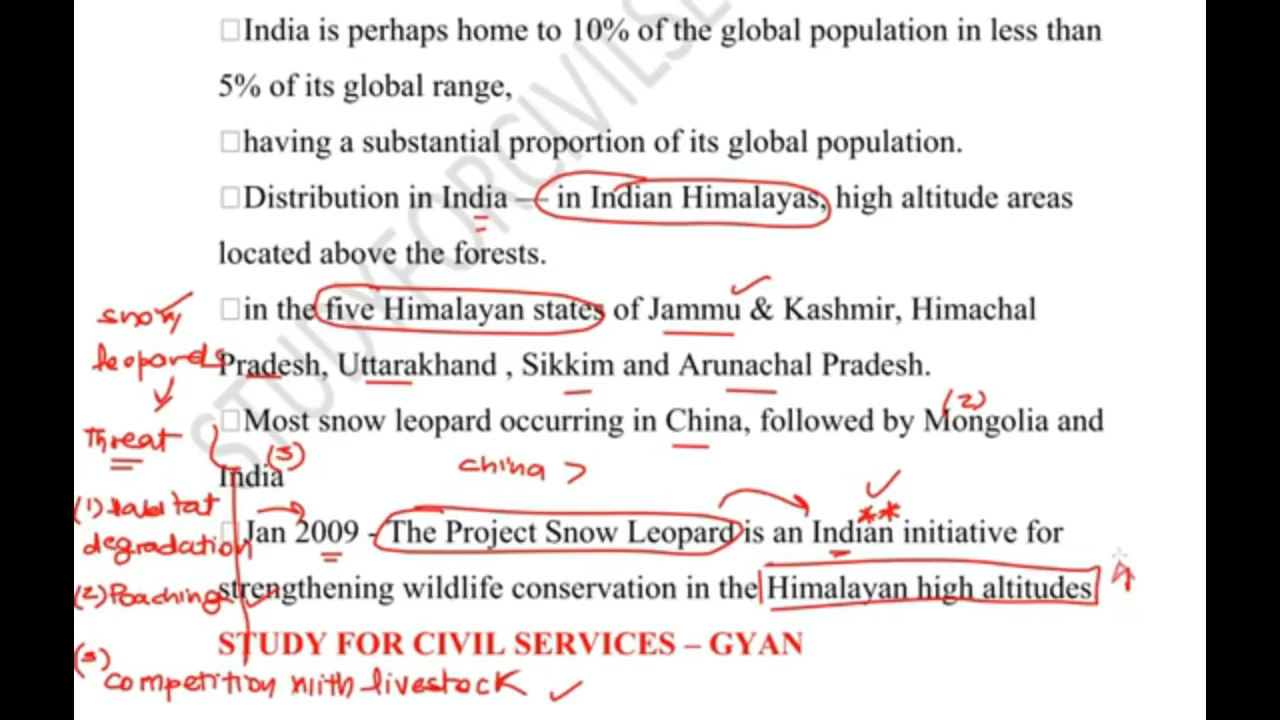 □India is perhaps home to 10% of the global population in less than
5% of its global range,
□having a substantial proportion of its global population.
□Distribution in India — in Indian Himalayas, high altitude areas
located above the forests.
□in the five Himalayan states of Jammu & Kashmir, Himachal
Pradesh, Uttarakhand , Sikkim and Arunachal Pradesh.
□Most snow leopard occurring in China, followed by Mongolia and
India
□Jan 2009 - The Project Snow Leopard is an Indian initiative for
strengthening wildlife conservation in the Himalayan high altitudes
STUDY FOR CIVIL SERVICES – GYAN
snow
leopards
Threat
(1) Habitat
degradation
(2) Poaching
(3)
competition with livestock
(2)
(3)
china >